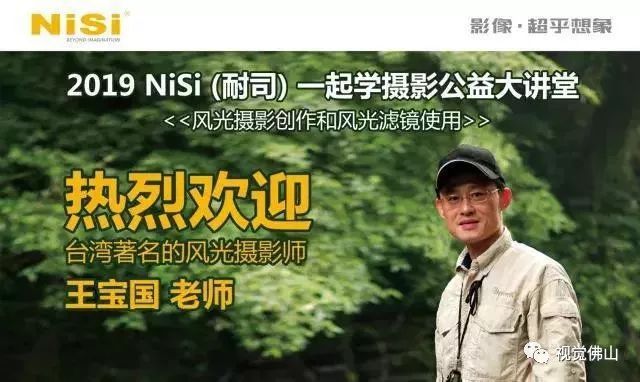 NiSi®
BEYOND IMAGINATION
影像·超乎想象
2019 NiSi (耐司) 一起学摄影公益大讲堂
<<风光摄影创作和风光滤镜使用>>
热烈欢迎
台湾著名的风光摄影师
王宝国 老师
视觉佛山